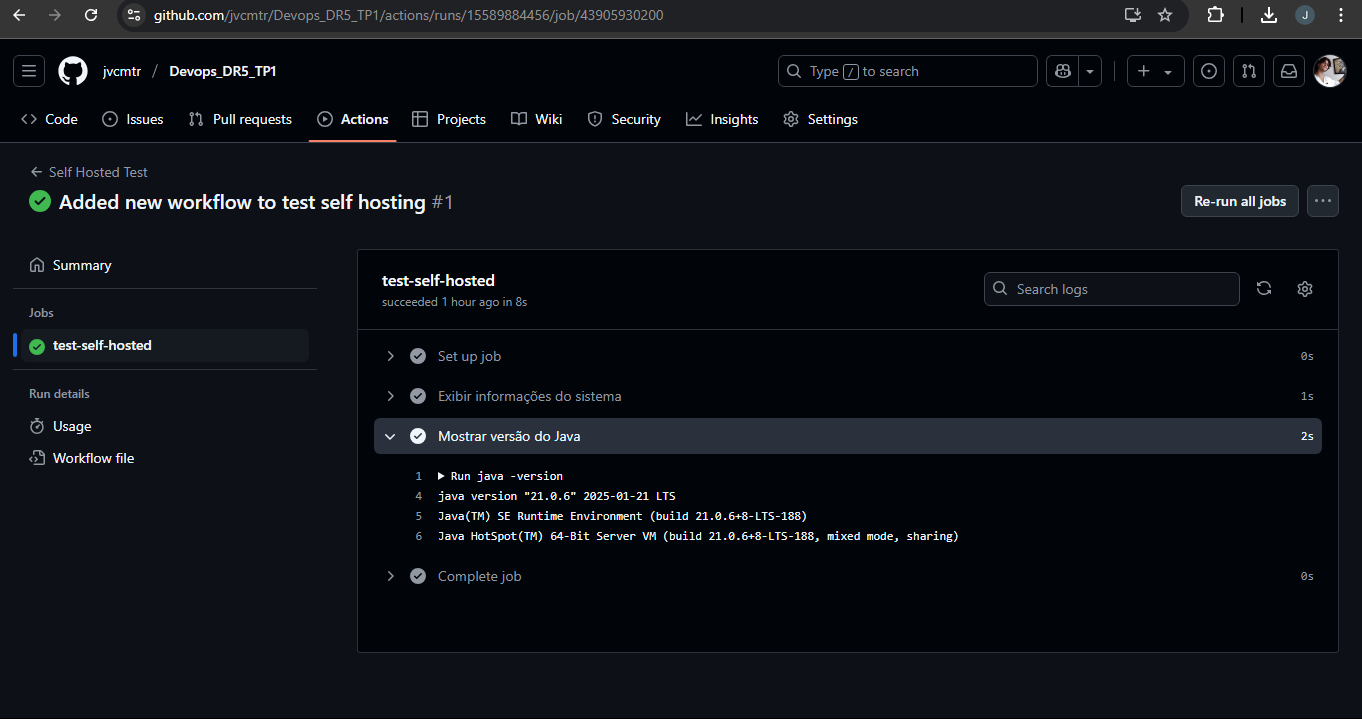 github.com/jvcmtr/Devops_DR5_TP1/actions/runs/15589884456/job/43905930200
J
jvcmtr / Devops_DR5_TP1
Type / to search
Code
Issues
Pull requests
Actions
Projects
Wiki
Security
Insights
Settings
Self Hosted Test
Added new workflow to test self hosting #1
Re-run all jobs
Summary
Jobs
test-self-hosted
Run details
Usage
Workflow file
test-self-hosted
succeeded 1 hour ago in 8s
Search logs
Set up job 0s
Exibir informações do sistema 1s
Mostrar versão do Java 2s
1 Run java -version
4 java version "21.0.6" 2025-01-21 LTS
5 Java(TM) SE Runtime Environment (build 21.0.6+8-LTS-188)
6 Java HotSpot(TM) 64-Bit Server VM (build 21.0.6+8-LTS-188, mixed mode, sharing)
Complete job 0s